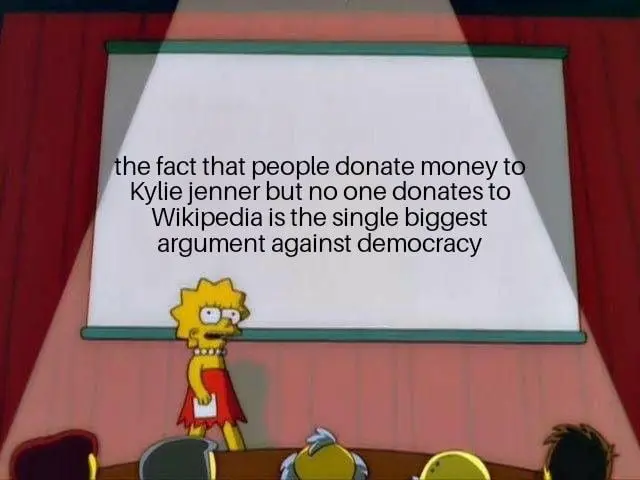 the fact that people donate money to
Kylie jenner but no one donates to
Wikipedia is the single biggest
argument against democracy